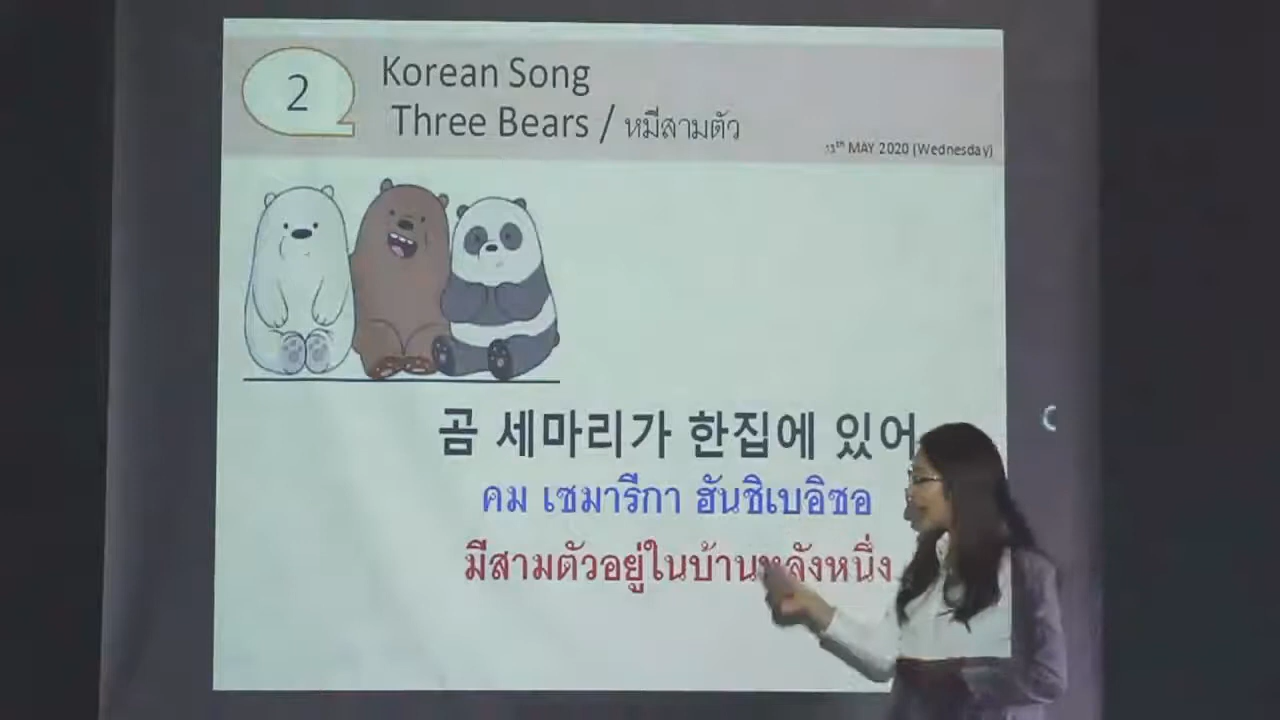 2
Korean Song
Three Bears / หมีสามตัว
13th MAY 2020 (Wednesday)
곰 세마리가 한집에 있어
คม เซมารีกา ฮันชิเบอิซอ
มีสามตัวอยู่ในบ้านหลังหนึ่ง